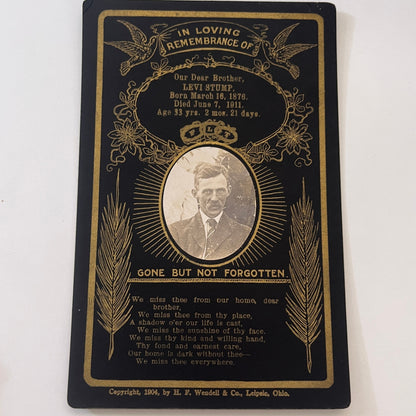 IN LOVING
REMEMBRANCE OF
Our Dear Brother,
LEVI STUMP,
Born March 16, 1876.
Died June 7, 1911.
Age 33 yrs. 2 mos. 21 days.
F L T
GONE BUT NOT FORGOTTEN.
We miss thee from our home, dear
brother,
We miss thee from thy place,
A shadow o'er our life is cast,
We miss the sunshine of thy face.
We miss thy kind and willing hand,
Thy fond and earnest care,
Our home is dark without thee—
We miss thee everywhere.
Copyright, 1904, by H. F. Wendell & Co., Leipsic, Ohio.